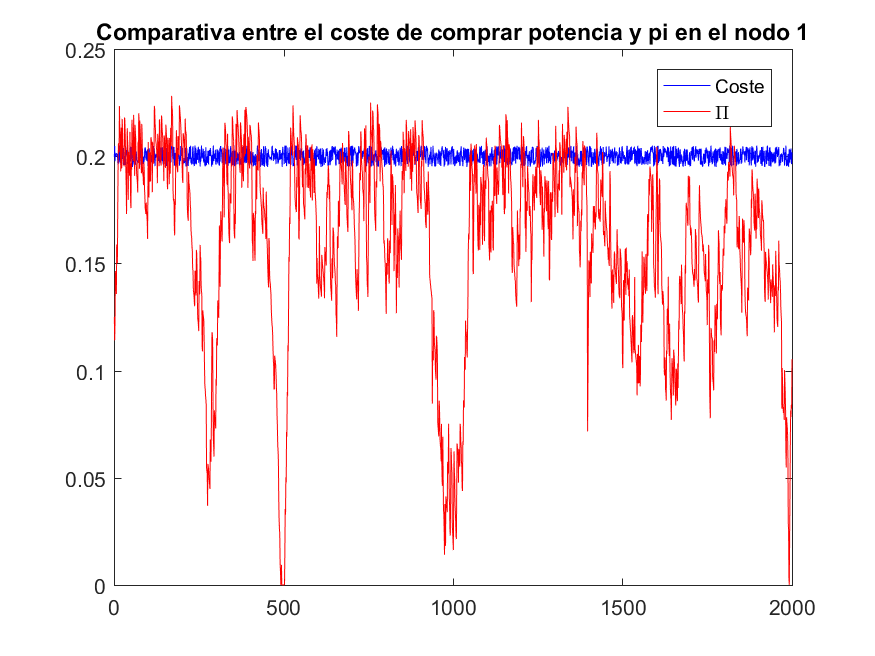 Comparativa entre el coste de comprar potencia y pi en el nodo 1
0.25
Coste
Π
0.2
0.15
0.1
0.05
0
0 500 1000 1500 2000